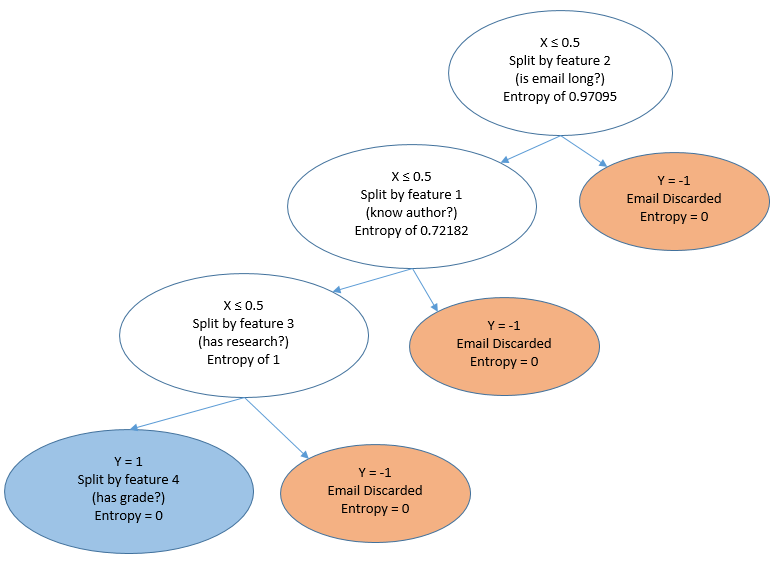 X ≤ 0.5
Split by feature 2
(is email long?)
Entropy of 0.97095
Y = -1
Email Discarded
Entropy = 0
X ≤ 0.5
Split by feature 1
(know author?)
Entropy of 0.72182
Y = -1
Email Discarded
Entropy = 0
X ≤ 0.5
Split by feature 3
(has research?)
Entropy of 1
Y = 1
Split by feature 4
(has grade?)
Entropy = 0
Y = -1
Email Discarded
Entropy = 0